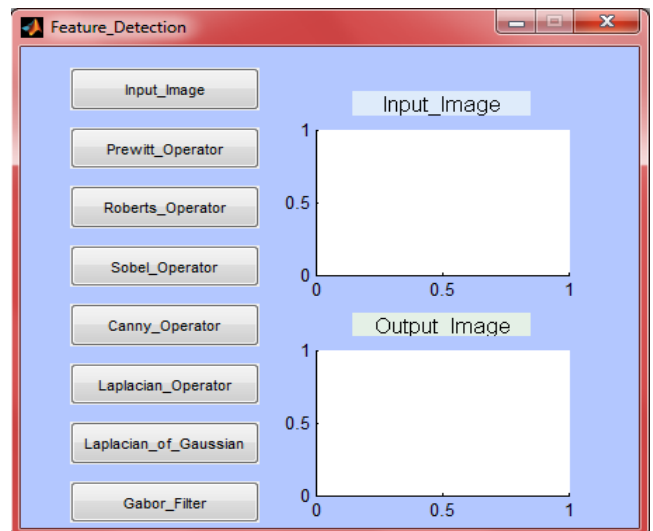 Feature_Detection
Input_Image
Prewitt_Operator
Roberts_Operator
Sobel_Operator
Canny_Operator
Laplacian_Operator
Laplacian_of_Gaussian
Gabor_Filter
Input_Image
1
0.5
0
0 0.5 1
Output_Image
1
0.5
0
0 0.5 1